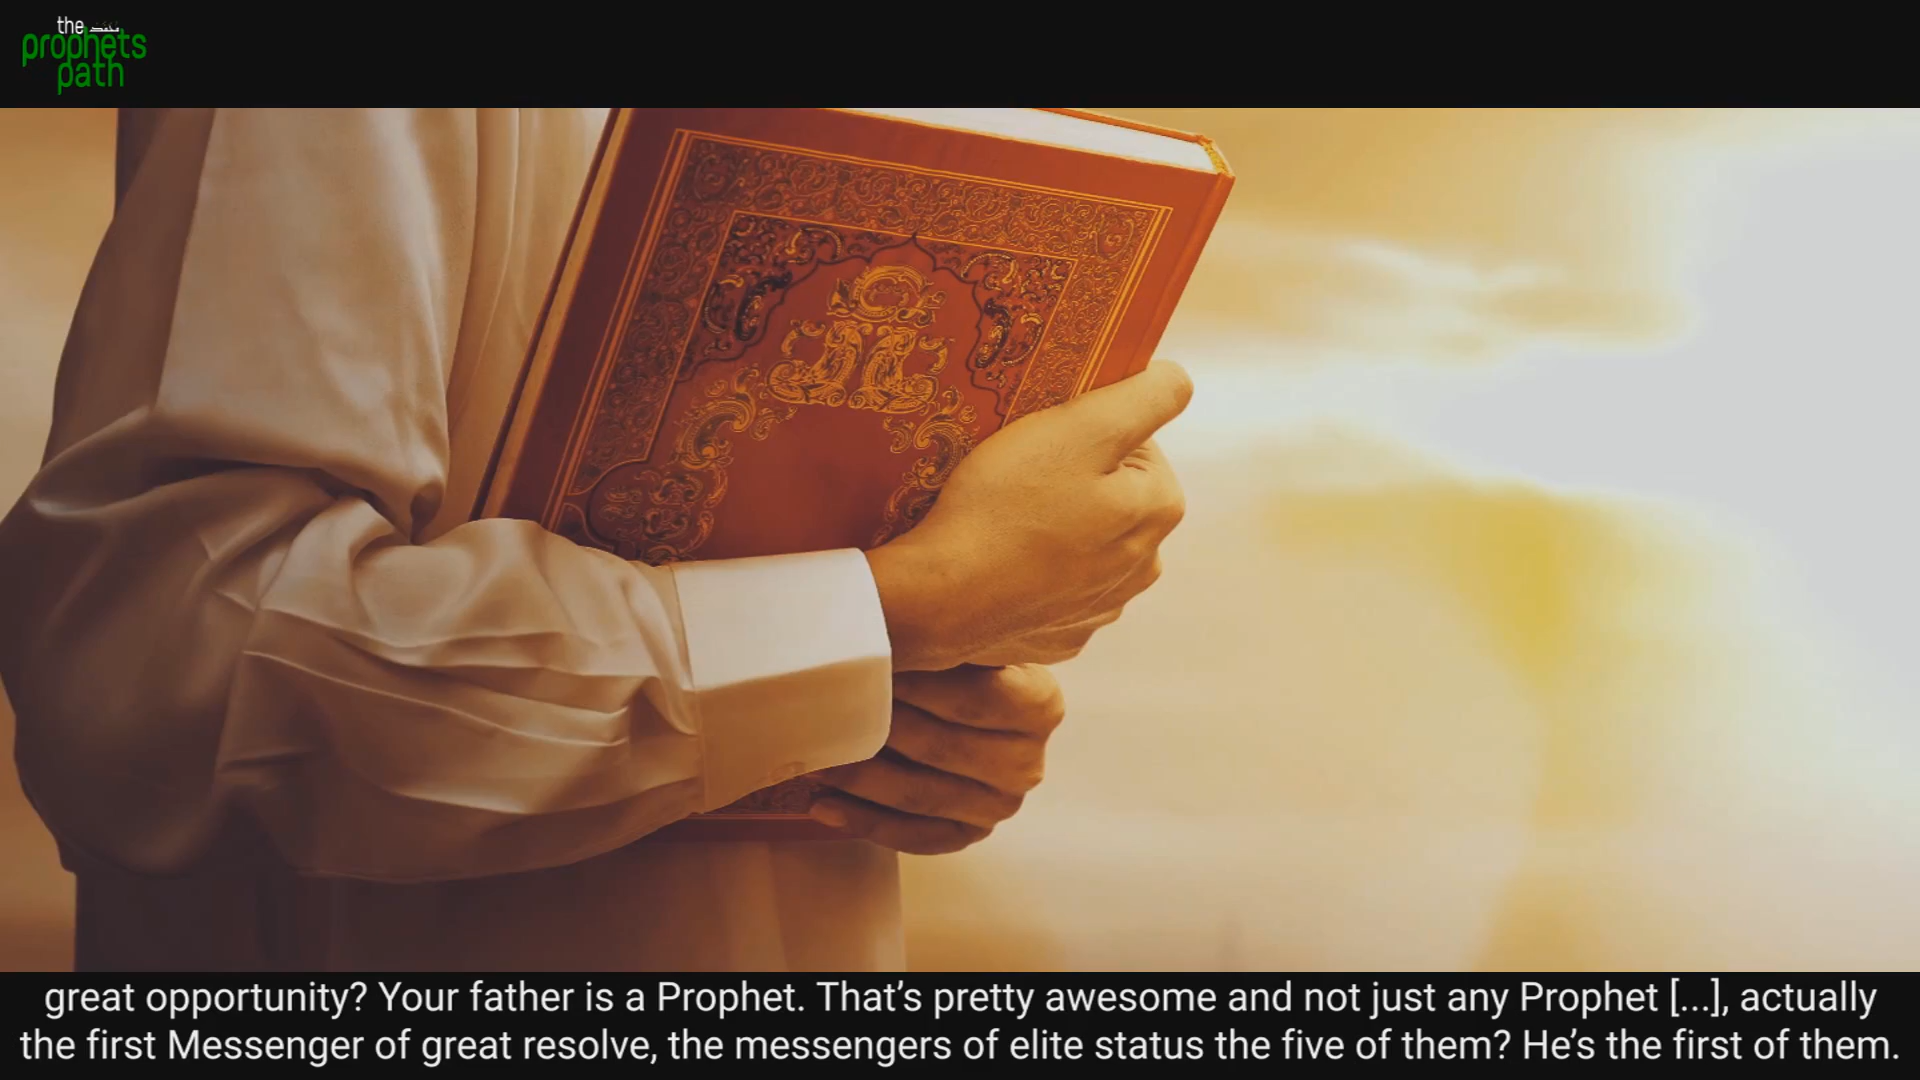 the محمد
prophets
path
great opportunity? Your father is a Prophet. That’s pretty awesome and not just any Prophet [...], actually
the first Messenger of great resolve, the messengers of elite status the five of them? He’s the first of them.